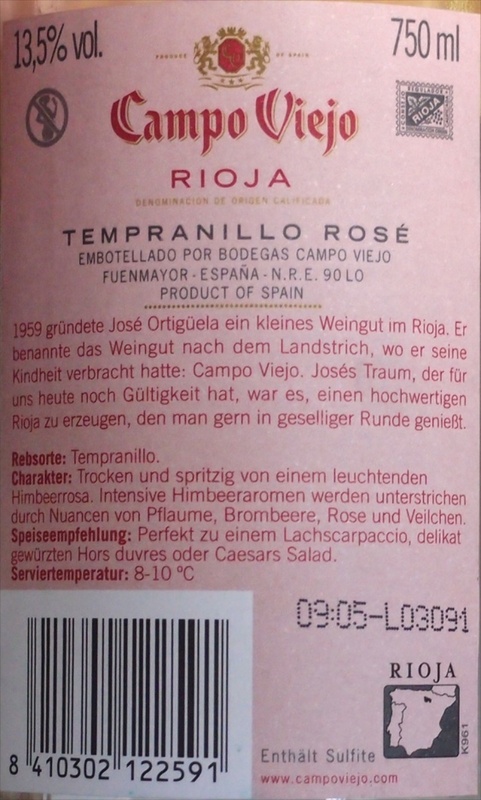 13,5% vol.
750 ml
Campo Viejo
RIOJA
DENOMINACIÓN DE ORIGEN CALIFICADA
TEMPRANILLO ROSÉ
EMBOTELLADO POR BODEGAS CAMPO VIEJO
FUENMAYOR - ESPAÑA - N.R.E. 90 LO
PRODUCT OF SPAIN
1959 gründete José Ortigüela ein kleines Weingut im Rioja. Er
benannte das Weingut nach dem Landstrich, wo er seine
Kindheit verbracht hatte: Campo Viejo. Josés Traum, der für
uns heute noch Gültigkeit hat, war es, einen hochwertigen
Rioja zu erzeugen, den man gern in geselliger Runde genießt.
Rebsorte: Tempranillo.
Charakter: Trocken und spritzig von einem leuchtenden
Himbeerrosa. Intensive Himbeeraromen werden unterstrichen
durch Nuancen von Pflaume, Brombeere, Rose und Veilchen.
Speiseempfehlung: Perfekt zu einem Lachscarpaccio, delikat
gewürzten Hors duvres oder Caesars Salad.
Serviertemperatur: 8-10 ºC
09:05-L03091
RIOJA
K961
Enthält Sulfite
www.campoviejo.com
8 410302 122591